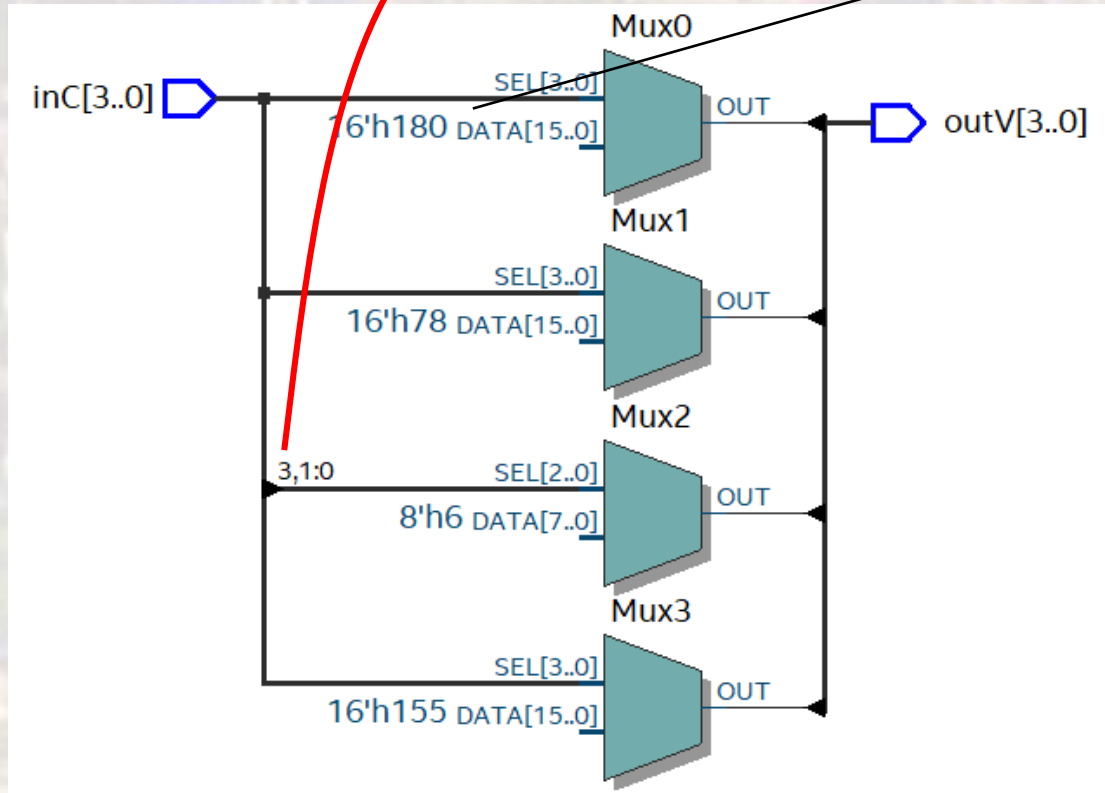 Mux0
inC[3..0]
SEL[3..0]
16'h180 DATA[15..0]
OUT
outV[3..0]
Mux1
SEL[3..0]
16'h78 DATA[15..0]
OUT
Mux2
3,1:0
SEL[2..0]
8'h6 DATA[7..0]
OUT
Mux3
SEL[3..0]
16'h155 DATA[15..0]
OUT